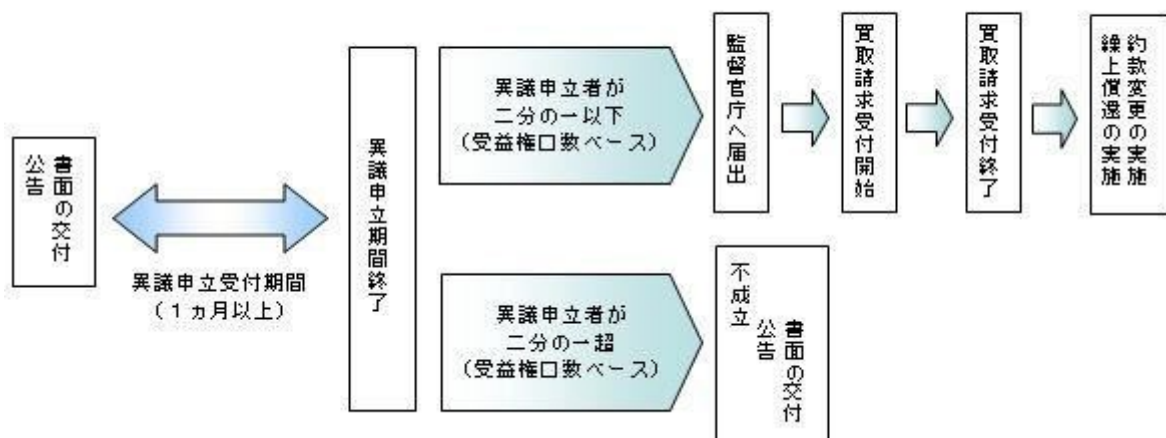 書面の交付
公告
異議申立受付期間
（１ヵ月以上）
異議申立期間終了
異議申立者が
二分の一以下
（受益権口数ベース）
監督官庁へ届出
買取請求受付開始
買取請求受付終了
約款変更の実施
繰上償還の実施
異議申立者が
二分の一超
（受益権口数ベース）
不成立
書面の交付
公告